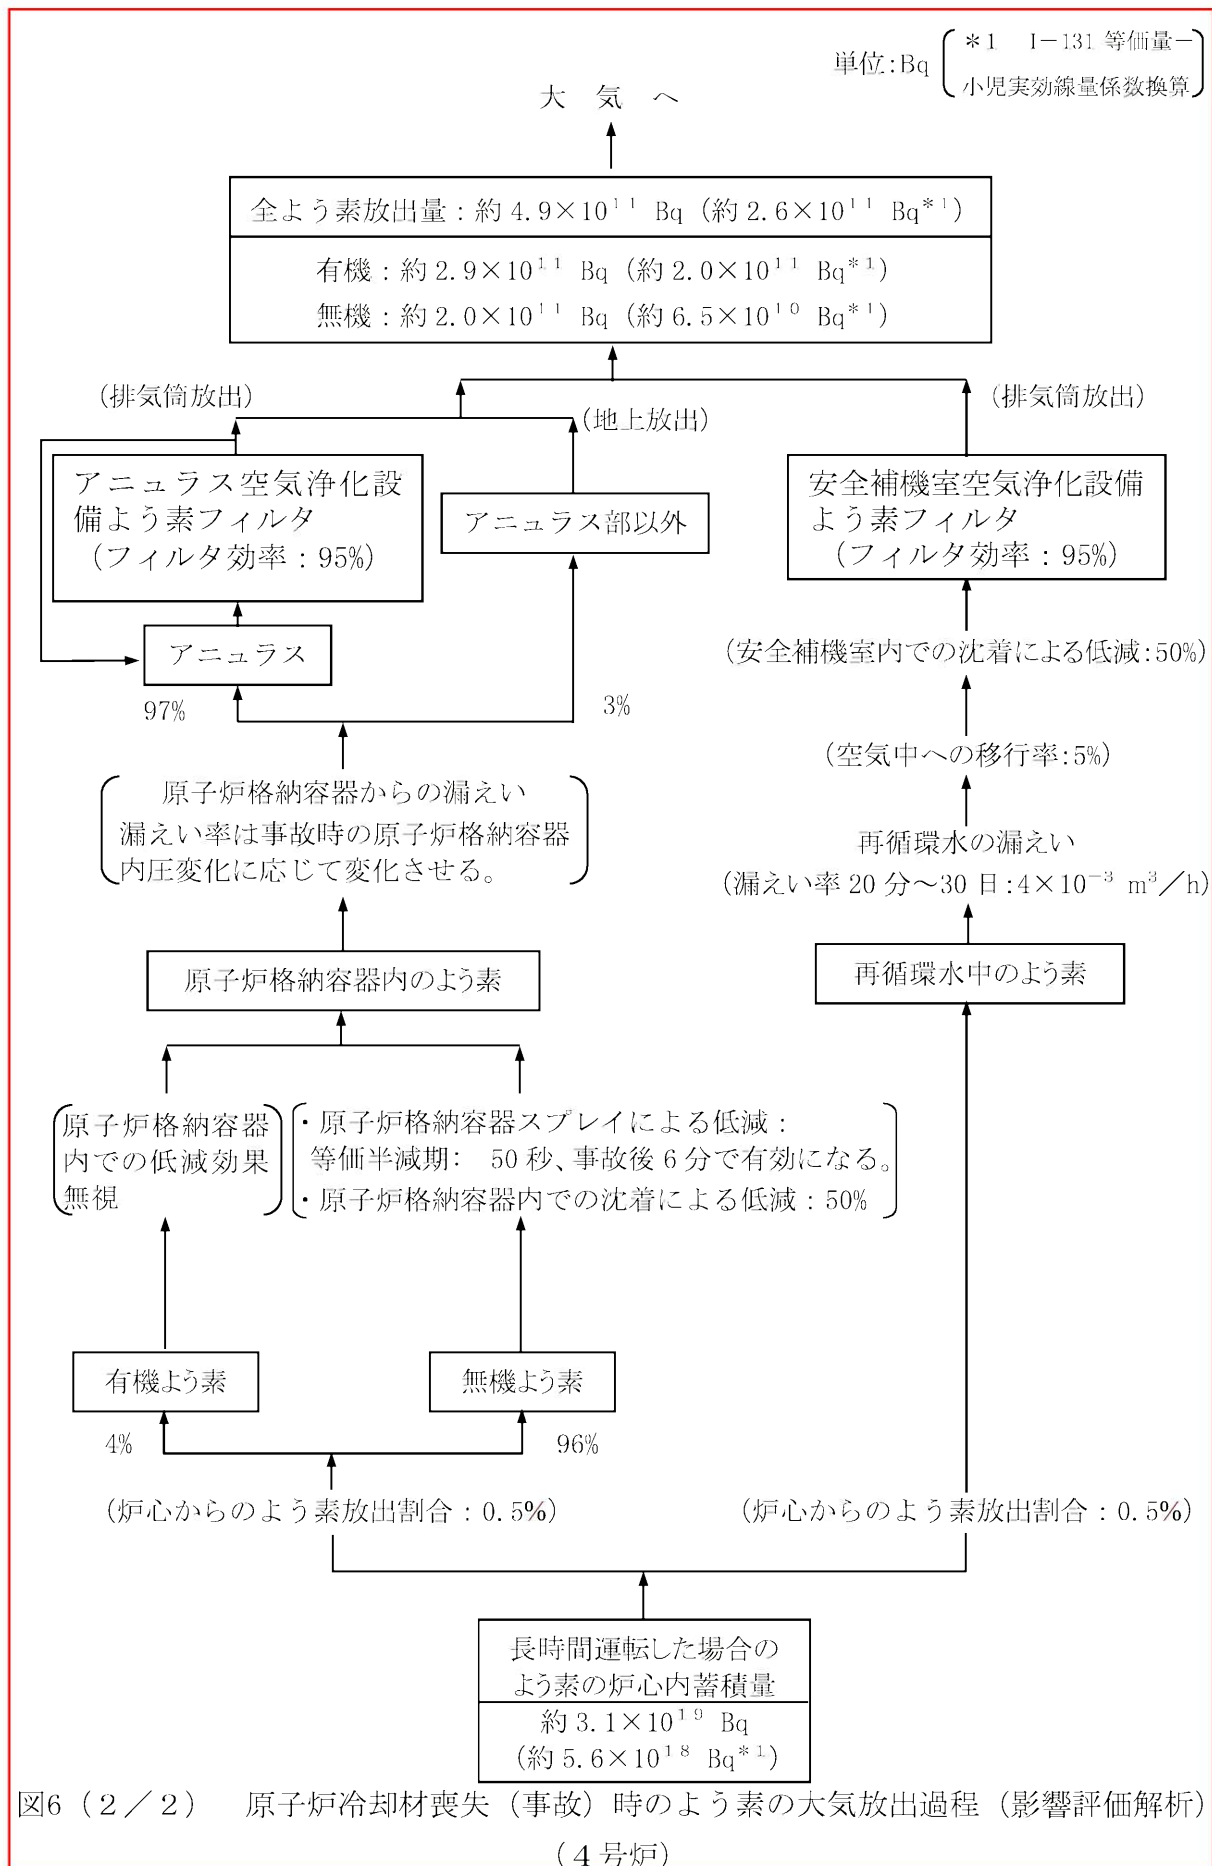 単位:Bq
*1 I-131 等価量-
小児実効線量係数換算
大 気 へ
全よう素放出量:約 4.9×10¹¹ Bq (約 2.6×10¹¹ Bq*¹)
有機:約 2.9×10¹¹ Bq (約 2.0×10¹¹ Bq*¹)
無機:約 2.0×10¹¹ Bq (約 6.5×10¹⁰ Bq*¹)
(排気筒放出)
(地上放出)
(排気筒放出)
アニュラス空気浄化設
備よう素フィルタ
(フィルタ効率:95%)
アニュラス部以外
安全補機室空気浄化設備
よう素フィルタ
(フィルタ効率:95%)
アニュラス
(安全補機室内での沈着による低減:50%)
97%
3%
(空気中への移行率:5%)
原子炉格納容器からの漏えい
漏えい率は事故時の原子炉格納容器
内圧変化に応じて変化させる。
再循環水の漏えい
(漏えい率 20 分~30 日:4×10⁻³ m³/h)
原子炉格納容器内のよう素
再循環水中のよう素
原子炉格納容器
内での低減効果
無視
・原子炉格納容器スプレイによる低減:
等価半減期: 50 秒、事故後 6 分で有効になる。
・原子炉格納容器内での沈着による低減:50%
有機よう素
無機よう素
4%
96%
(炉心からのよう素放出割合:0.5%)
(炉心からのよう素放出割合:0.5%)
長時間運転した場合の
よう素の炉心内蓄積量
約 3.1×10¹⁹ Bq
(約 5.6×10¹⁸ Bq*¹)
図6(2/2) 原子炉冷却材喪失(事故)時のよう素の大気放出過程(影響評価解析)
(4号炉)